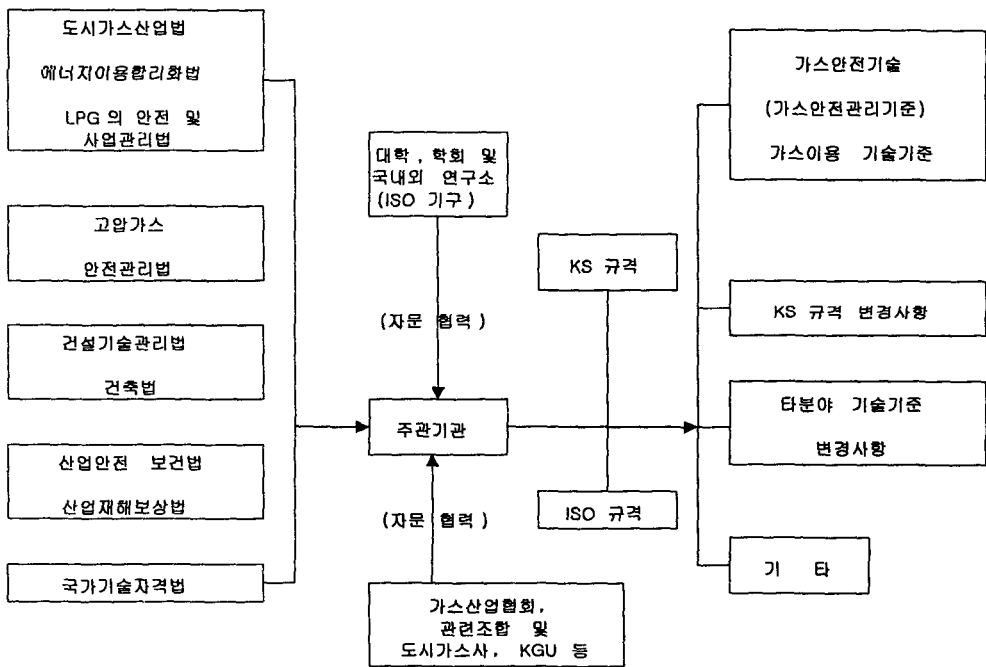 도시가스산업법
에너지이용합리화법
LPG의 안전 및
사업관리법
고압가스
안전관리법
건설기술관리법
건축법
산업안전 보건법
산업재해보상법
국가기술자격법
대학, 학회 및
국내외 연구소
(ISO 기구)
(자문 협력)
주관기관
(자문 협력)
가스산업협회,
관련조합 및
도시가스사, KGU 등
KS 규격
ISO 규격
가스안전기술
(가스안전관리기준)
가스이용 기술기준
KS 규격 변경사항
타분야 기술기준
변경사항
기 타